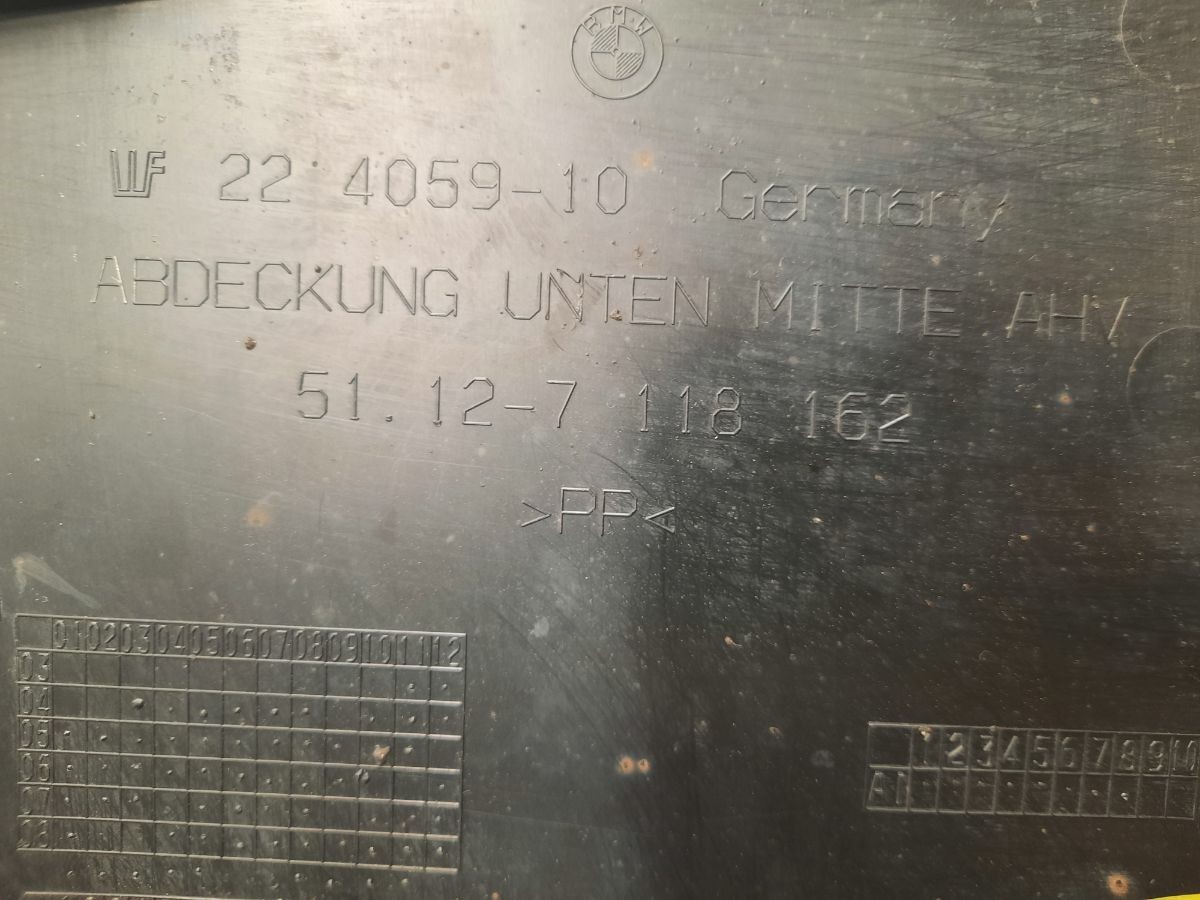 BMW
WF 22 4059-10 Germany
ABDECKUNG UNTEN MITTE AHV
51.12-7 118 162
>PP<
01 02 03 04 05 06 07 08 09 10 11 12
03
04
05
06
07
08
1 2 3 4 5 6 7 8 9 10